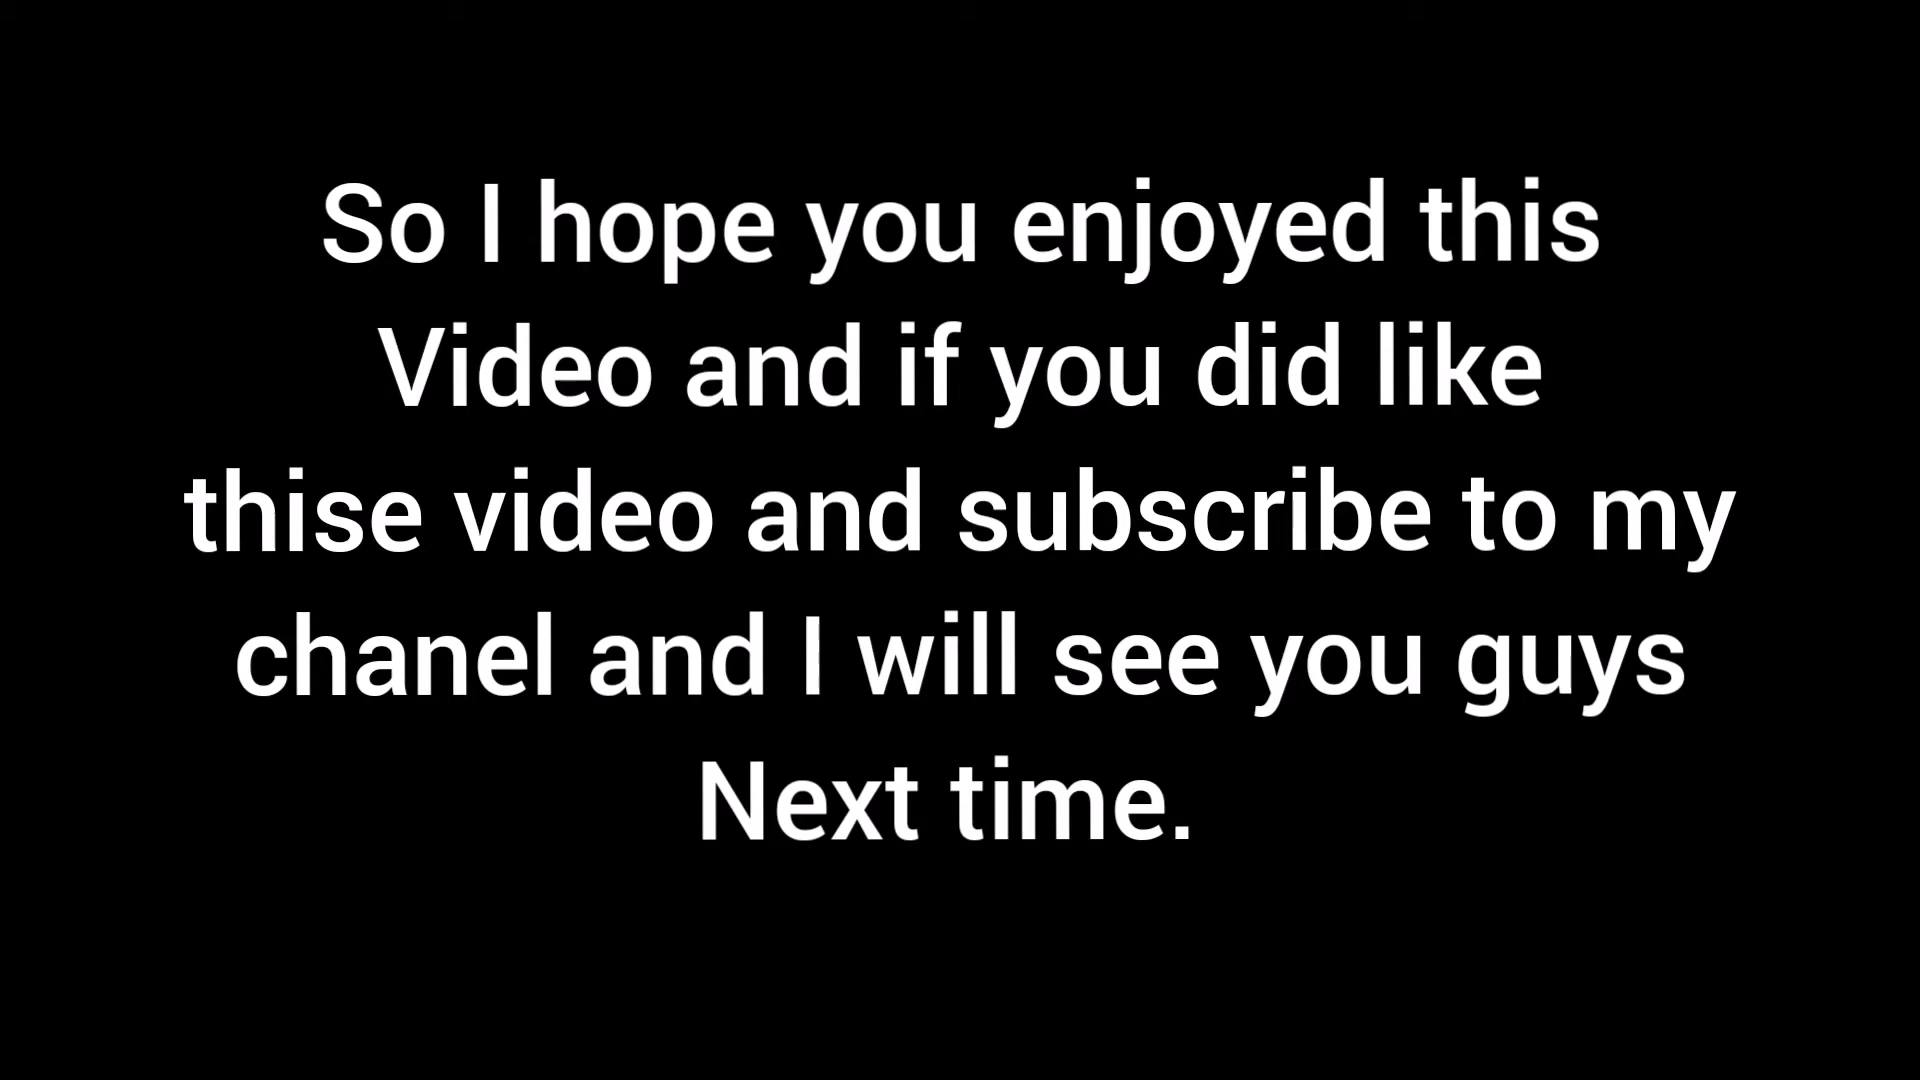 So I hope you enjoyed this
Video and if you did like
thise video and subscribe to my
chanel and I will see you guys
Next time.